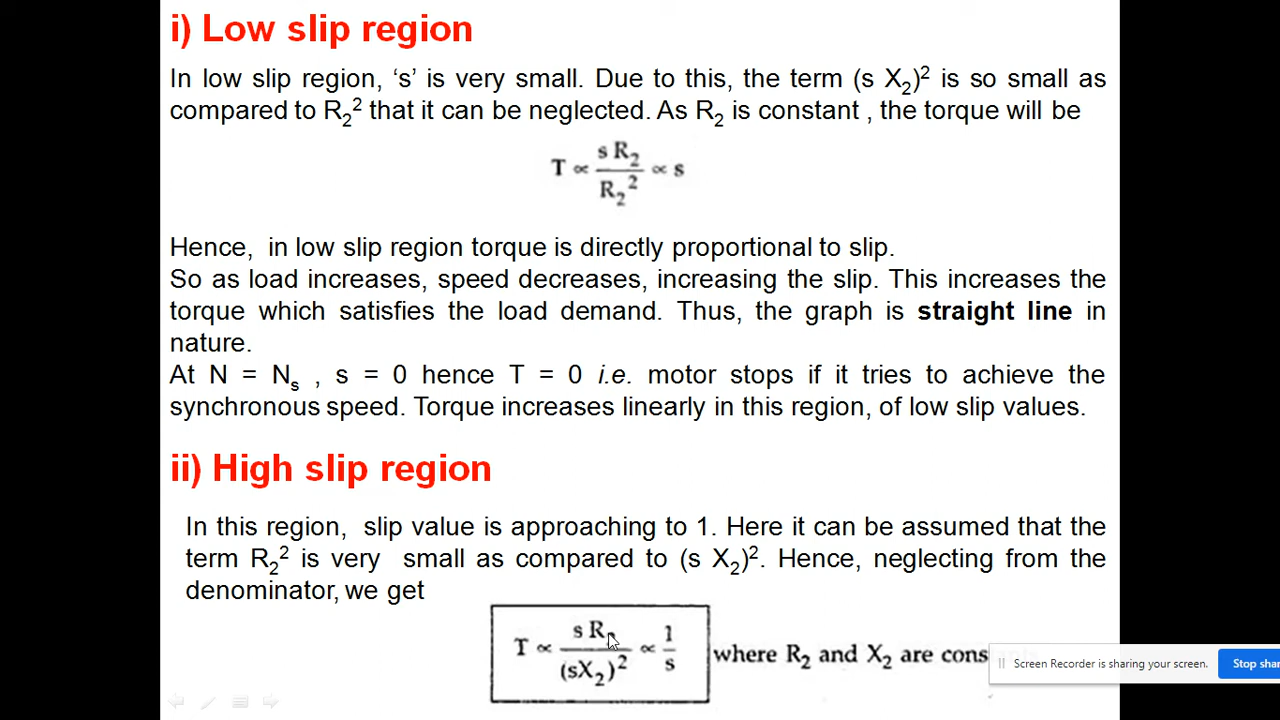 i) Low slip region
In low slip region, ‘s’ is very small. Due to this, the term (s X₂)² is so small as
compared to R₂² that it can be neglected. As R₂ is constant , the torque will be
T ∝ s R₂ / R₂² ∝ s
Hence, in low slip region torque is directly proportional to slip.
So as load increases, speed decreases, increasing the slip. This increases the
torque which satisfies the load demand. Thus, the graph is straight line in
nature.
At N = Nₛ , s = 0 hence T = 0 i.e. motor stops if it tries to achieve the
synchronous speed. Torque increases linearly in this region, of low slip values.
ii) High slip region
In this region, slip value is approaching to 1. Here it can be assumed that the
term R₂² is very small as compared to (s X₂)². Hence, neglecting from the
denominator, we get
T ∝ s R₂ / (sX₂)² ∝ 1 / s where R₂ and X₂ are cons
Screen Recorder is sharing your screen.
Stop shar